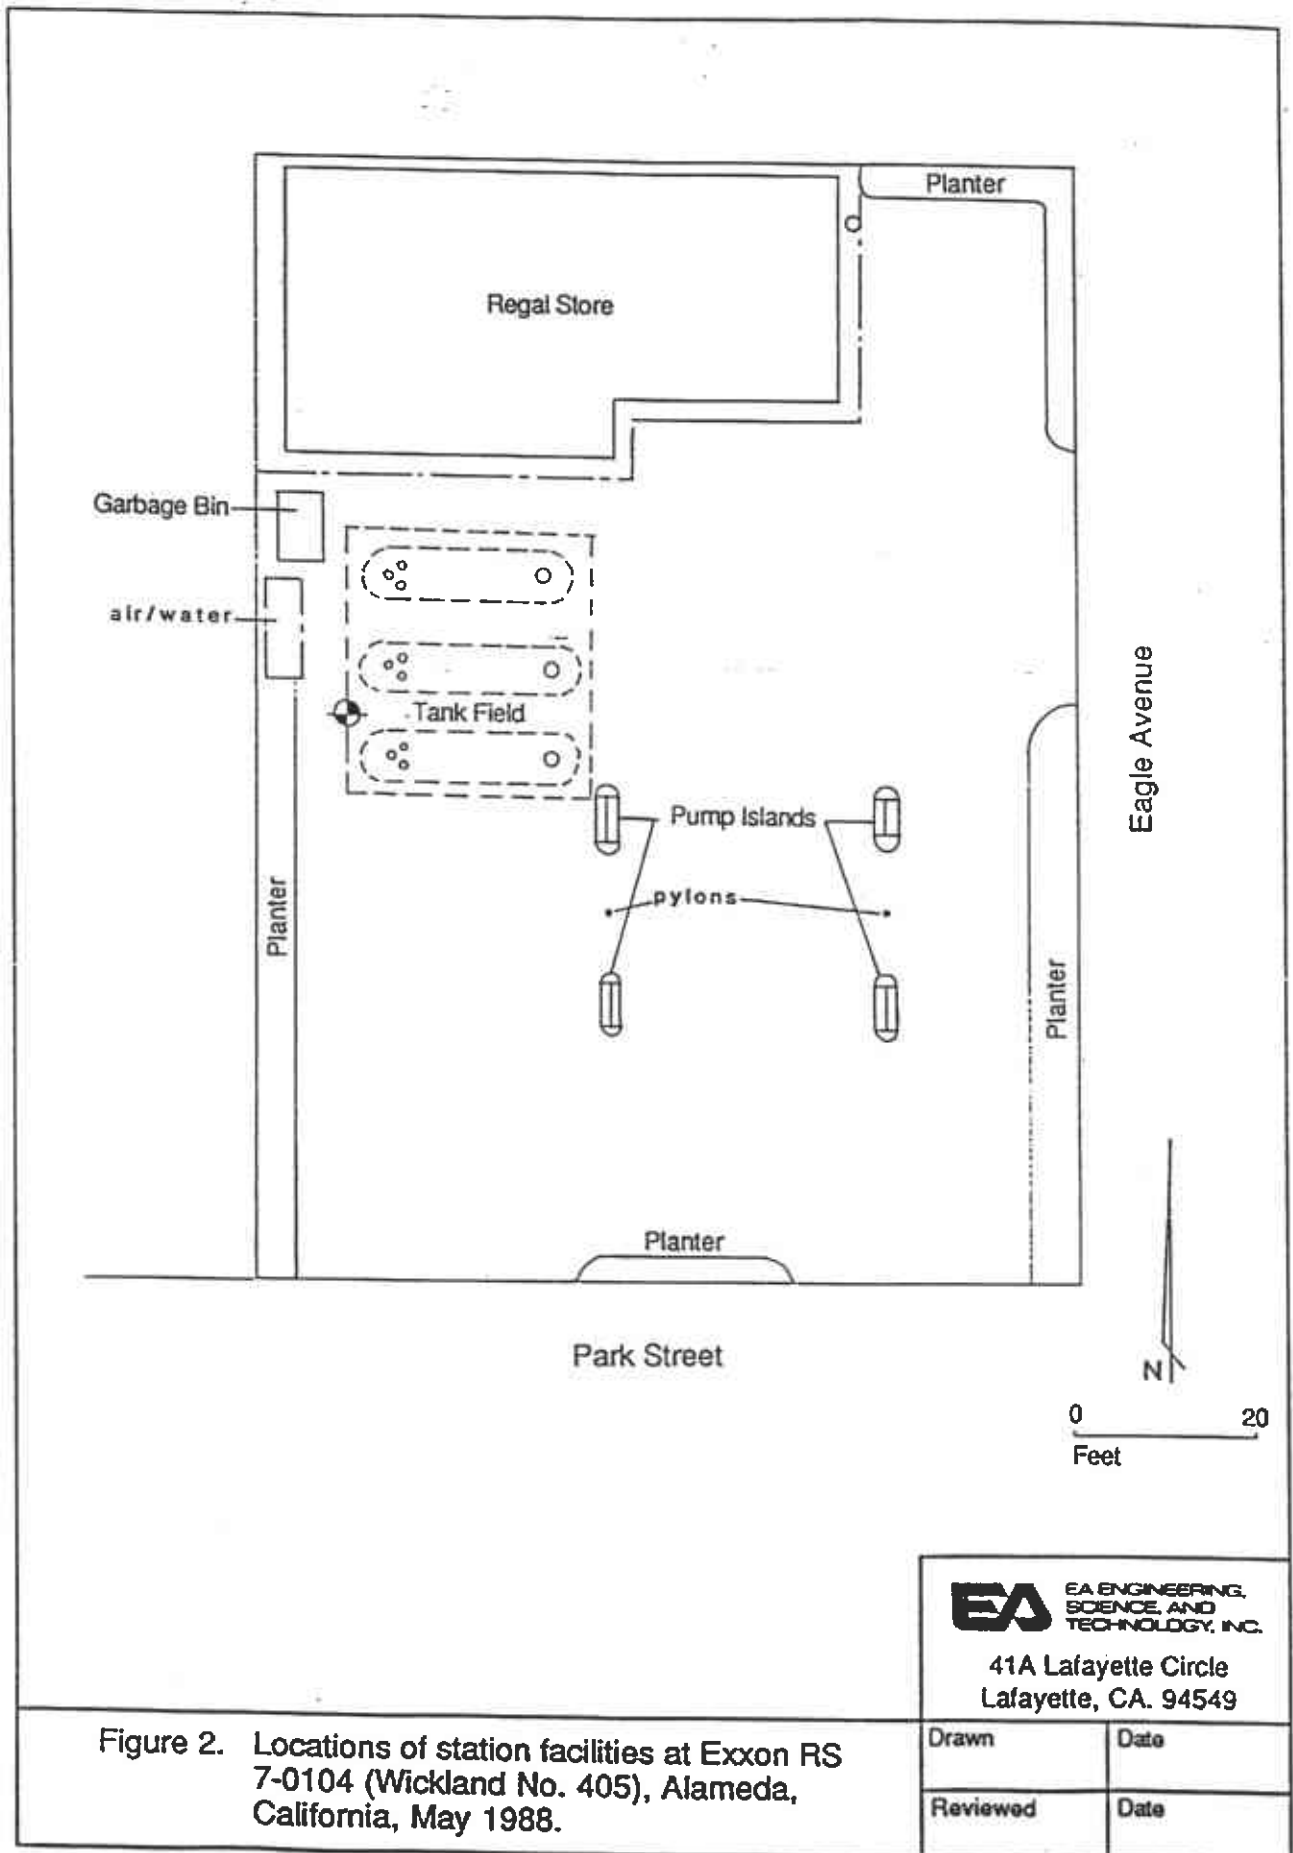 Planter
Regal Store
Garbage Bin
air/water
Tank Field
Eagle Avenue
Pump Islands
pylons
Planter
Planter
Planter
Park Street
N
0 20
Feet
EA EA ENGINEERING,
SCIENCE, AND
TECHNOLOGY, INC.
41A Lafayette Circle
Lafayette, CA. 94549
Figure 2. Locations of station facilities at Exxon RS
7-0104 (Wickland No. 405), Alameda,
California, May 1988.
Drawn Date
Reviewed Date